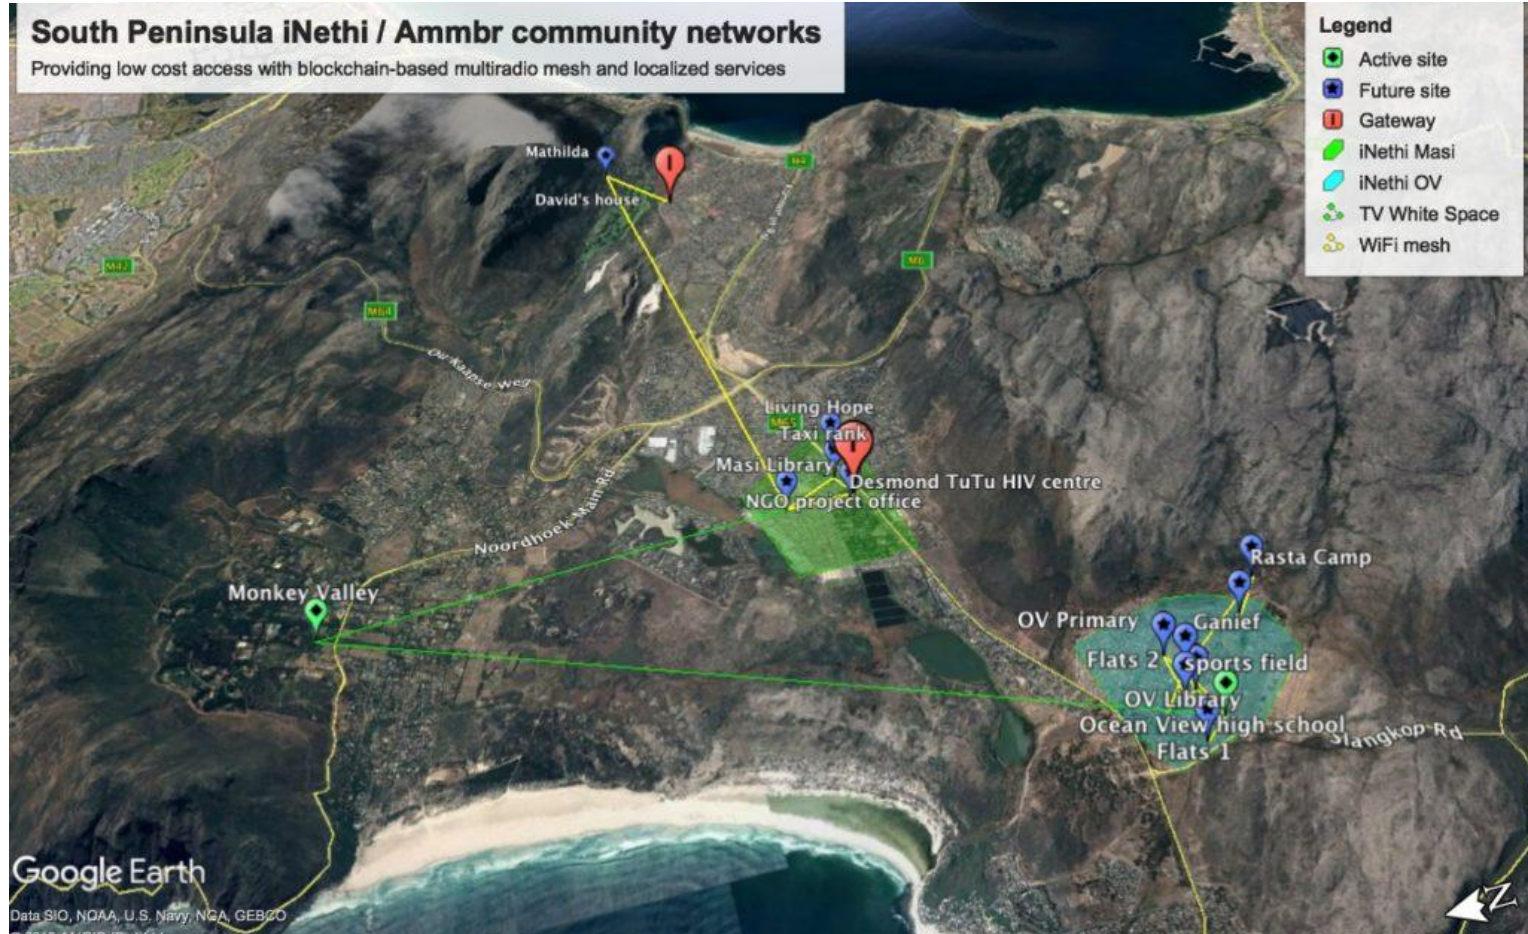 South Peninsula iNethi / Ammbr community networks
Providing low cost access with blockchain-based multiradio mesh and localized services
Legend
Active site
Future site
Gateway
iNethi Masi
iNethi OV
TV White Space
WiFi mesh
Mathilda
David's house
M4
M6
M42
M64
Ou Kaapse Weg
Living Hope
M65
Taxi rank
Masi Library
Desmond TuTu HIV centre
NGO project office
Noordhoek Main Rd
Monkey Valley
Rasta Camp
OV Primary
Ganief
Flats 2
sports field
OV Library
Ocean View high school
Slangkop Rd
Flats 1
Google Earth
Data SIO, NOAA, U.S. Navy, NGA, GEBCO
N